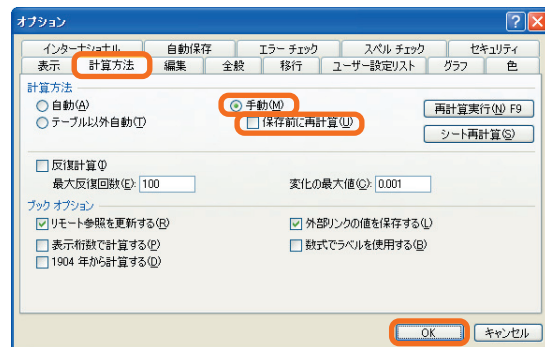 オプション
インターナショナル 自動保存 エラー チェック スペル チェック セキュリティ
表示 計算方法 編集 全般 移行 ユーザー設定リスト グラフ 色
計算方法
自動(A) 手動(M) 再計算実行(N) F9
テーブル以外自動(T) 保存前に再計算(U) シート再計算(S)
反復計算(I)
最大反復回数(E): 100 変化の最大値(C): 0.001
ブック オプション
リモート参照を更新する(R) 外部リンクの値を保存する(L)
表示桁数で計算する(P) 数式でラベルを使用する(B)
1904 年から計算する(D)
OK キャンセル